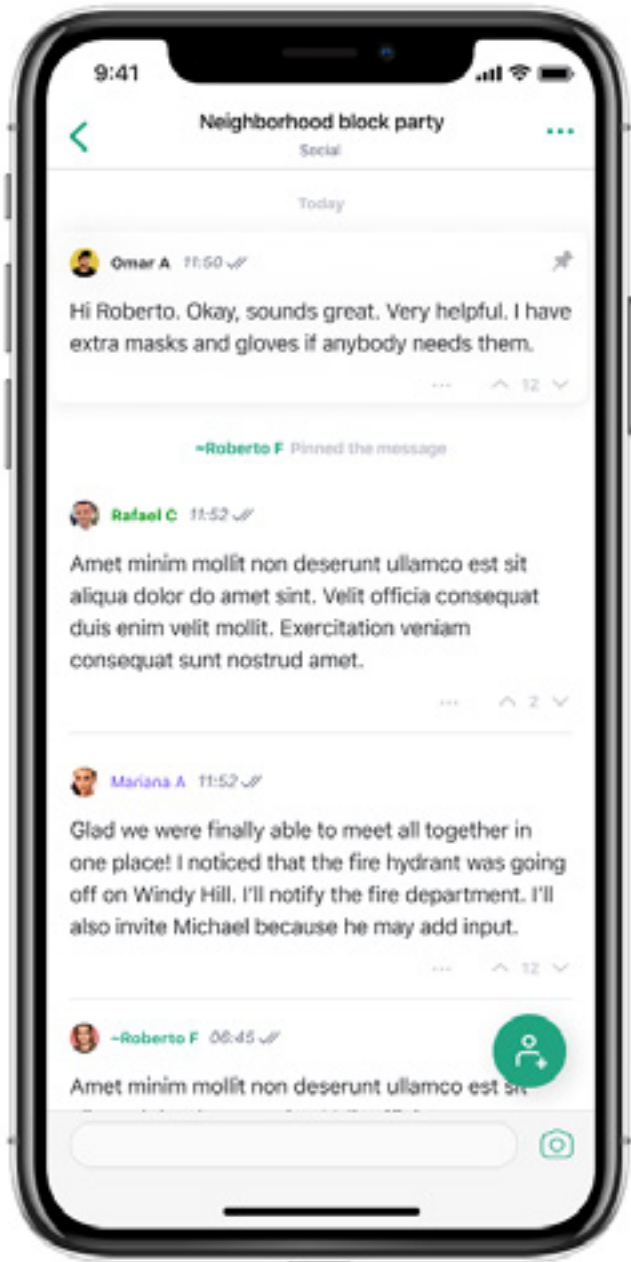 9:41
Neighborhood block party
Social
Today
Omar A 11:50
Hi Roberto. Okay, sounds great. Very helpful. I have
extra masks and gloves if anybody needs them.
12
~Roberto F Pinned the message
Rafael C 11:52
Amet minim mollit non deserunt ullamco est sit
aliqua dolor do amet sint. Velit officia consequat
duis enim velit mollit. Exercitation veniam
consequat sunt nostrud amet.
2
Mariana A 11:52
Glad we were finally able to meet all together in
one place! I noticed that the fire hydrant was going
off on Windy Hill. I'll notify the fire department. I'll
also invite Michael because he may add input.
12
~Roberto F 06:45
Amet minim mollit non deserunt ullamco est sit